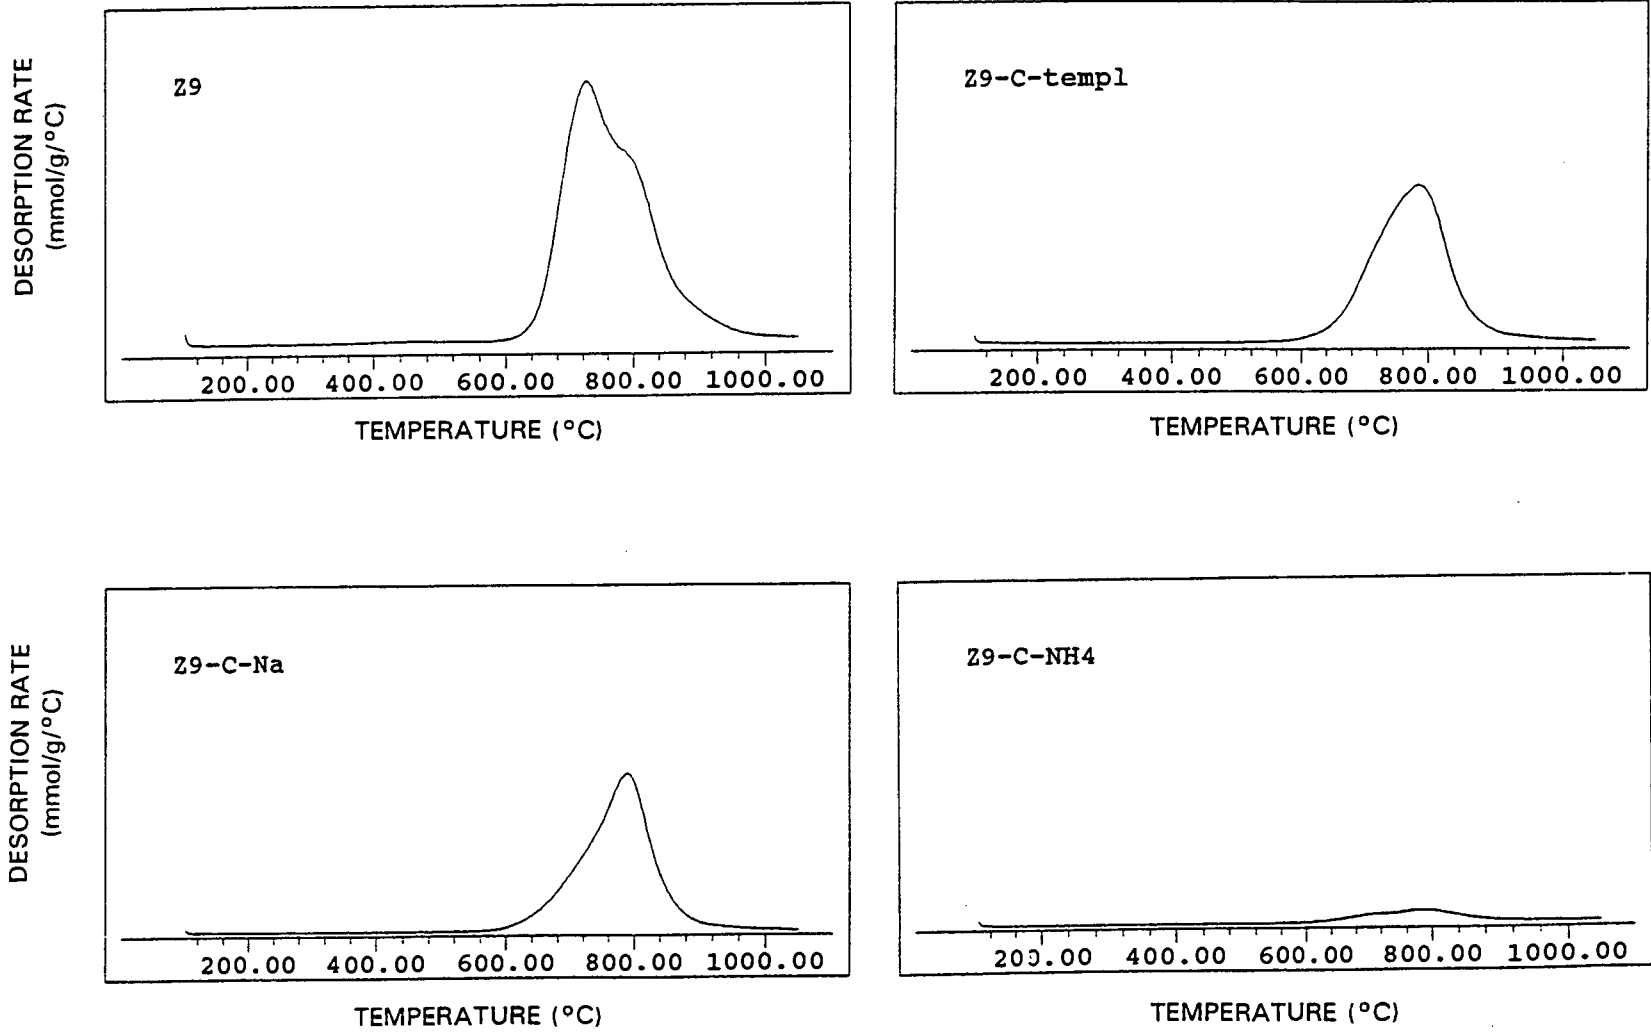 DESORPTION RATE
(mmol/g/°C)
Z9
200.00 400.00 600.00 800.00 1000.00
TEMPERATURE (°C)
Z9-C-templ
200.00 400.00 600.00 800.00 1000.00
TEMPERATURE (°C)
DESORPTION RATE
(mmol/g/°C)
Z9-C-Na
200.00 400.00 600.00 800.00 1000.00
TEMPERATURE (°C)
Z9-C-NH4
200.00 400.00 600.00 800.00 1000.00
TEMPERATURE (°C)